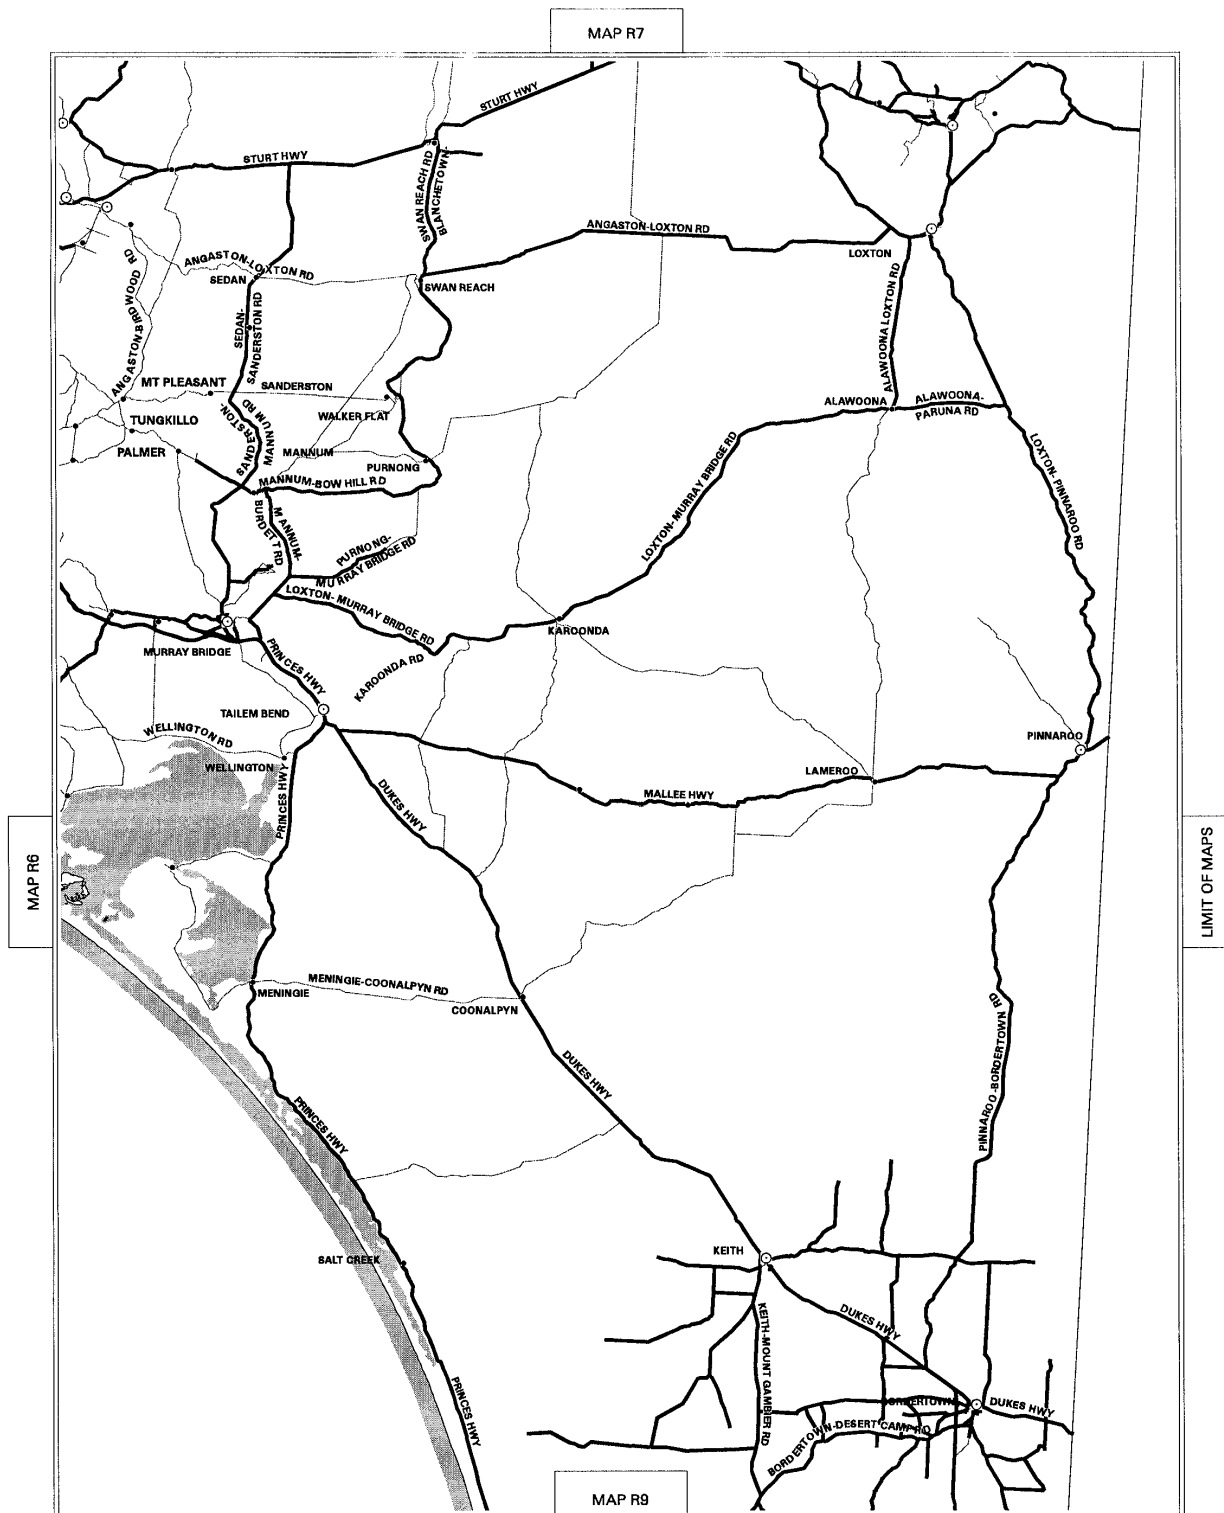 MAP R7
STURT HWY
STURT HWY
SWAN REACH RD
BLANCHETOWN-
ANGASTON-LOXTON RD
LOXTON
ANGASTON-BIRDWOOD RD
ANGASTON-LOXTON RD
SEDAN
SWAN REACH
SEDAN-
SANDERSTON RD
ALAWOONA LOXTON RD
MT PLEASANT
SANDERSTON
WALKER FLAT
ALAWOONA
ALAWOONA-
PARUNA RD
TUNGKILLO
SANDERSTON-
MANNUM RD
PALMER
MANNUM
PURNONG
MANNUM-BOW HILL RD
LOXTON-MURRAY BRIDGE RD
LOXTON-PINNAROO RD
MANNUM-
BURDETT RD
PURNONG-
MURRAY BRIDGE RD
LOXTON-MURRAY BRIDGE RD
KAROONDA
MURRAY BRIDGE
PRINCES HWY
KAROONDA RD
TAILEM BEND
WELLINGTON RD
PINNAROO
WELLINGTON
LAMEROO
PRINCES HWY
DUKES HWY
MALLEE HWY
MAP R6
LIMIT OF MAPS
MENINGIE-COONALPYN RD
MENINGIE
COONALPYN
PINNAROO-BORDERTOWN RD
DUKES HWY
PRINCES HWY
KEITH
SALT CREEK
KEITH-MOUNT GAMBIER RD
DUKES HWY
PRINCES HWY
BORDERTOWN
DUKES HWY
BORDERTOWN-DESERT CAMP RD
MAP R9